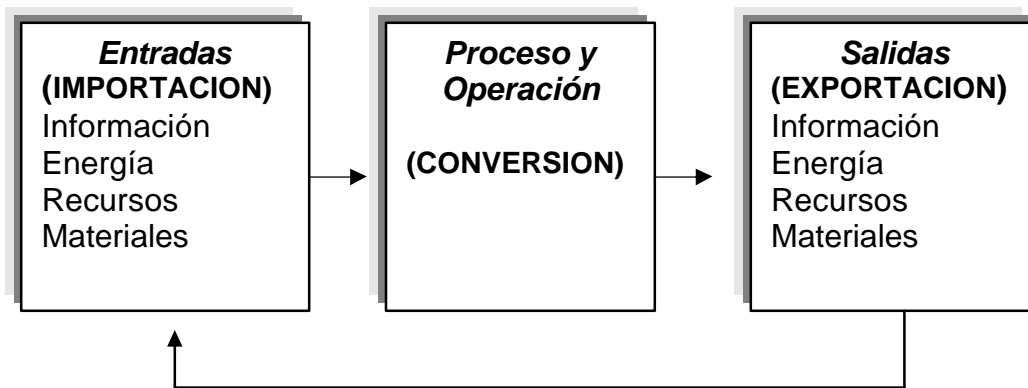 Entradas
(IMPORTACION)
Información
Energía
Recursos
Materiales
Proceso y
Operación
(CONVERSION)
Salidas
(EXPORTACION)
Información
Energía
Recursos
Materiales